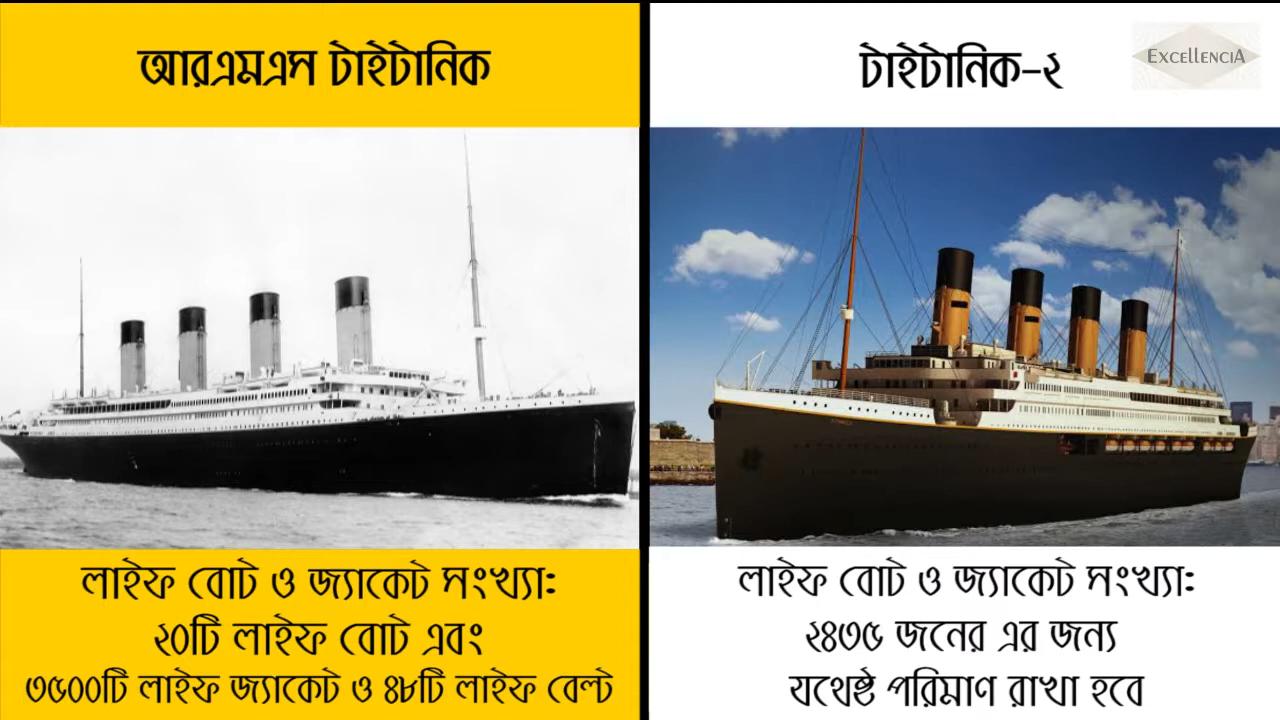 আরএমএস টাইটানিক
টাইটানিক-২
EXCELLENCIA
লাইফ বোট ও জ্যাকেট সংখ্যা:
২০টি লাইফ বোট এবং
৩৫০০টি লাইফ জ্যাকেট ও ৪৮টি লাইফ বেল্ট
লাইফ বোট ও জ্যাকেট সংখ্যা:
২৪৩৫ জনের এর জন্য
যথেষ্ঠ পরিমাণ রাখা হবে